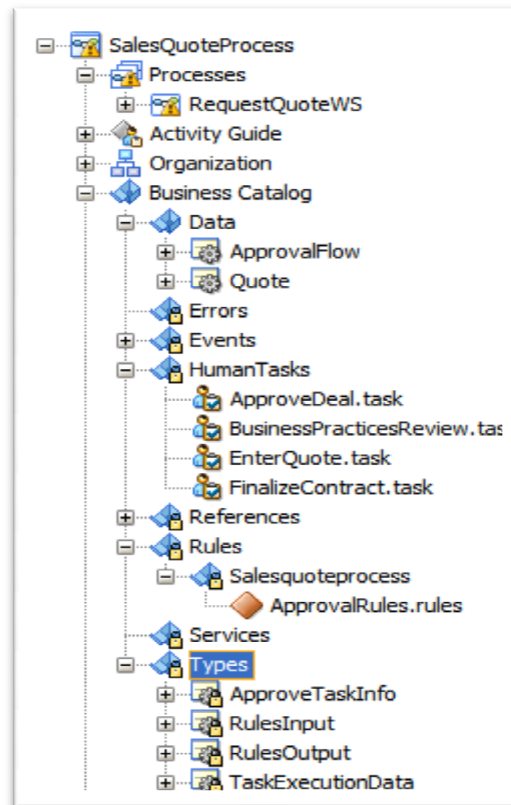 SalesQuoteProcess
Processes
RequestQuoteWS
Activity Guide
Organization
Business Catalog
Data
ApprovalFlow
Quote
Errors
Events
HumanTasks
ApproveDeal.task
BusinessPracticesReview.tas
EnterQuote.task
FinalizeContract.task
References
Rules
Salesquoteprocess
ApprovalRules.rules
Services
Types
ApproveTaskInfo
RulesInput
RulesOutput
TaskExecutionData